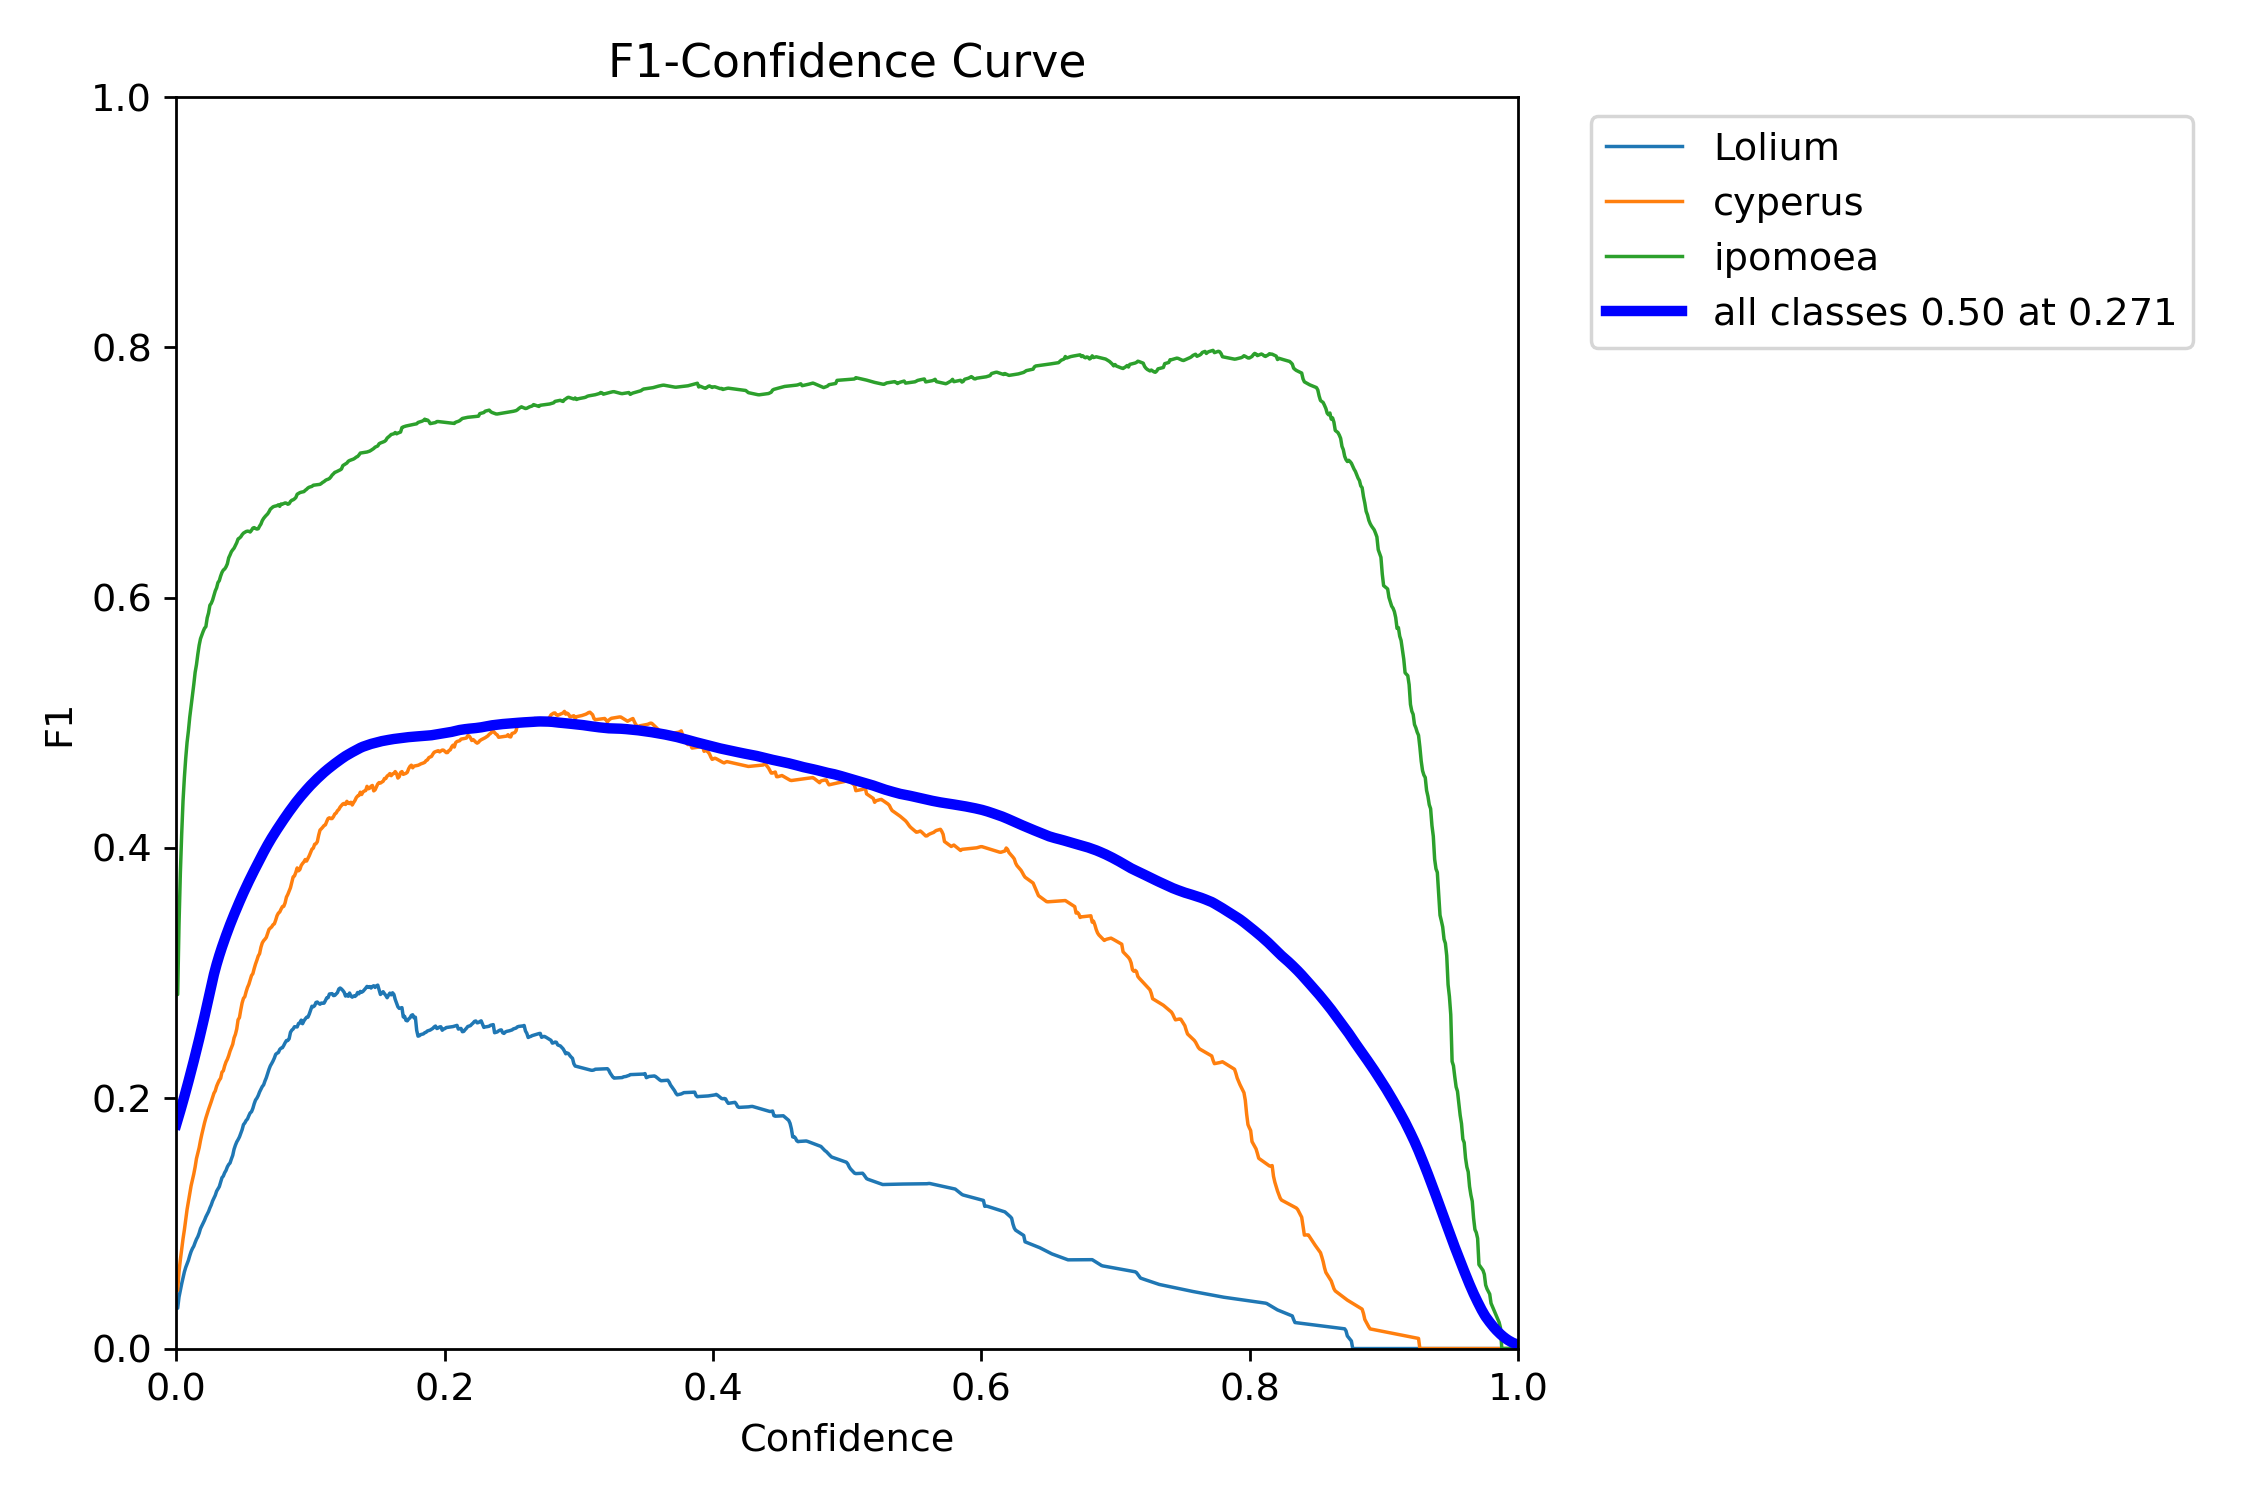 F1-Confidence Curve
1.0
0.8
0.6
0.4
0.2
0.0
F1
0.0 0.2 0.4 0.6 0.8 1.0
Confidence
Lolium
cyperus
ipomoea
all classes 0.50 at 0.271